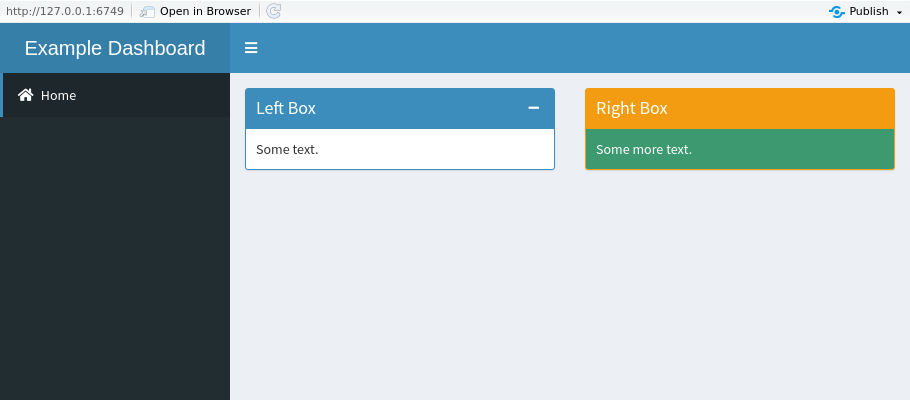 http://127.0.0.1:6749 Open in Browser Publish
Example Dashboard
Home
Left Box
Some text.
Right Box
Some more text.